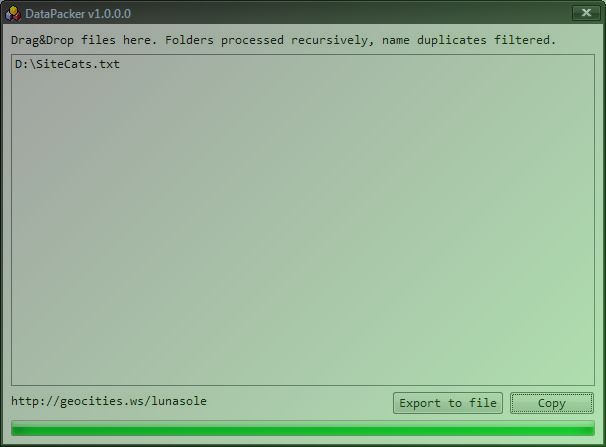 DataPacker v1.0.0.0
Drag&Drop files here. Folders processed recursively, name duplicates filtered.
D:\SiteCats.txt
http://geocities.ws/lunasole
Export to file
Copy